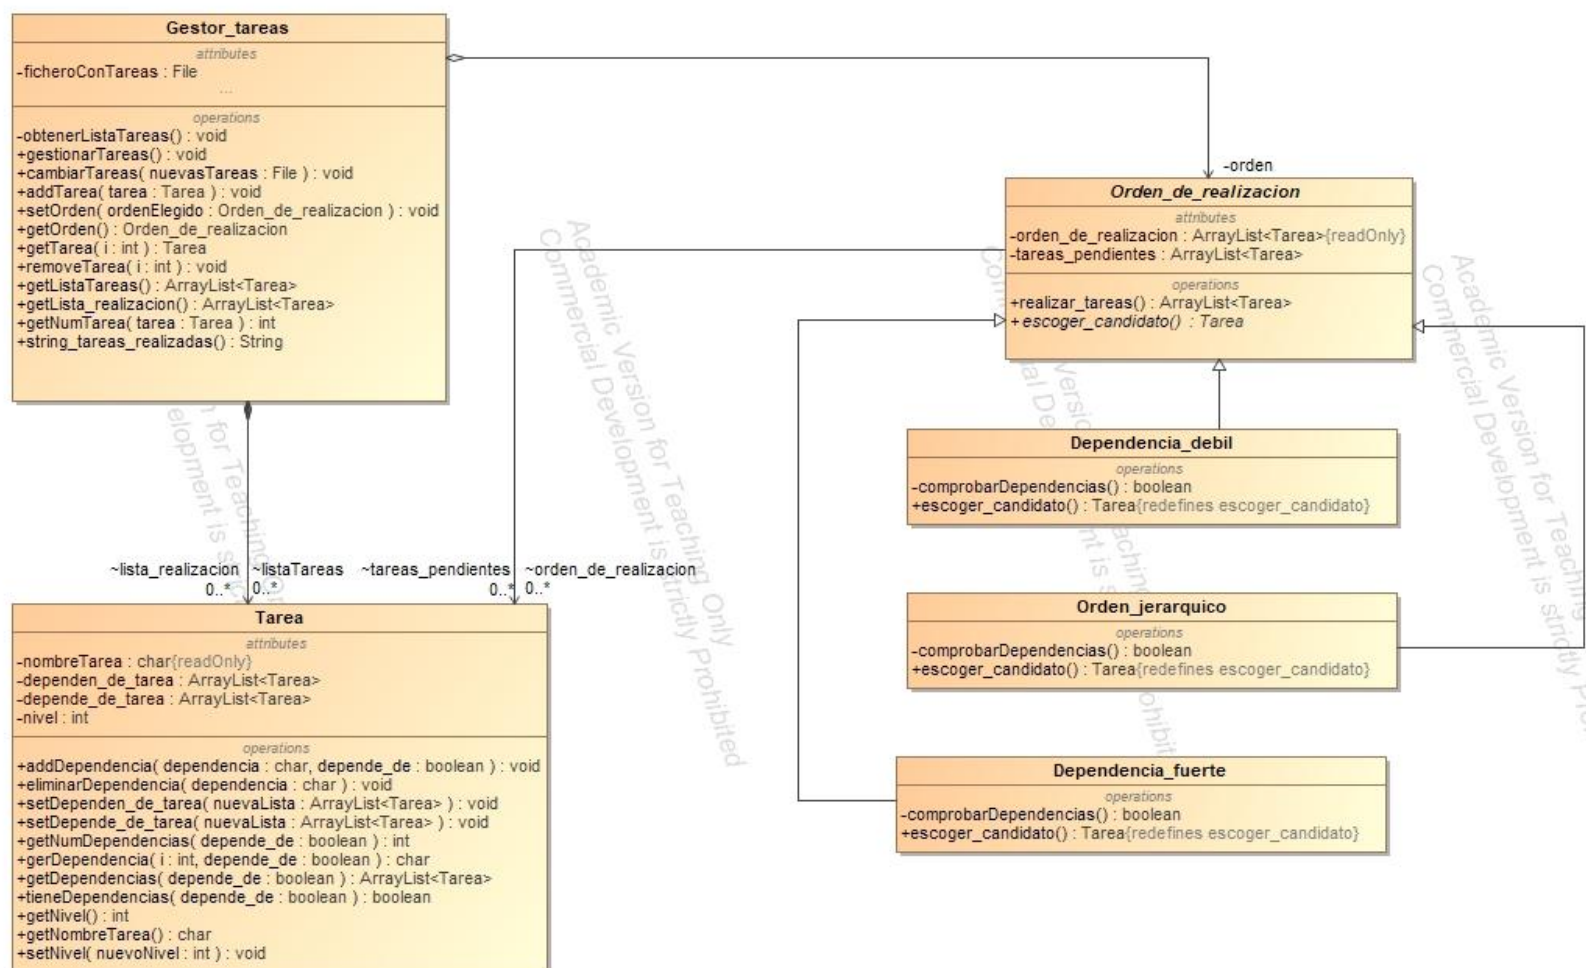 Gestor_tareas
attributes
-ficheroConTareas : File
...
operations
-obtenerListaTareas() : void
+gestionarTareas() : void
+cambiarTareas( nuevasTareas : File ) : void
+addTarea( tarea : Tarea ) : void
+setOrden( ordenElegido : Orden_de_realizacion ) : void
+getOrden() : Orden_de_realizacion
+getTarea( i : int ) : Tarea
+removeTarea( i : int ) : void
+getListaTareas() : ArrayList<Tarea>
+getLista_realizacion() : ArrayList<Tarea>
+getNumTarea( tarea : Tarea ) : int
+string_tareas_realizadas() : String
-orden
Orden_de_realizacion
attributes
-orden_de_realizacion : ArrayList<Tarea>{readOnly}
-tareas_pendientes : ArrayList<Tarea>
operations
+realizar_tareas() : ArrayList<Tarea>
+escoger_candidato() : Tarea
Dependencia_debil
operations
-comprobarDependencias() : boolean
+escoger_candidato() : Tarea{redefines escoger_candidato}
Orden_jerarquico
operations
-comprobarDependencias() : boolean
+escoger_candidato() : Tarea{redefines escoger_candidato}
Dependencia_fuerte
operations
-comprobarDependencias() : boolean
+escoger_candidato() : Tarea{redefines escoger_candidato}
~lista_realizacion ~listaTareas ~tareas_pendientes ~orden_de_realizacion
0..* 0..* 0..* 0..*
Tarea
attributes
-nombreTarea : char{readOnly}
-dependen_de_tarea : ArrayList<Tarea>
-depende_de_tarea : ArrayList<Tarea>
-nivel : int
operations
+addDependencia( dependencia : char, depende_de : boolean ) : void
+eliminarDependencia( dependencia : char ) : void
+setDependen_de_tarea( nuevaLista : ArrayList<Tarea> ) : void
+setDepende_de_tarea( nuevaLista : ArrayList<Tarea> ) : void
+getNumDependencias( depende_de : boolean ) : int
+gerDependencia( i : int, depende_de : boolean ) : char
+getDependencias( depende_de : boolean ) : ArrayList<Tarea>
+tieneDependencias( depende_de : boolean ) : boolean
+getNivel() : int
+getNombreTarea() : char
+setNivel( nuevoNivel : int ) : void
Academic Version for Teaching Only
Commercial Development is strictly Prohibited
Academic Version for Teaching
Commercial Development is strictly